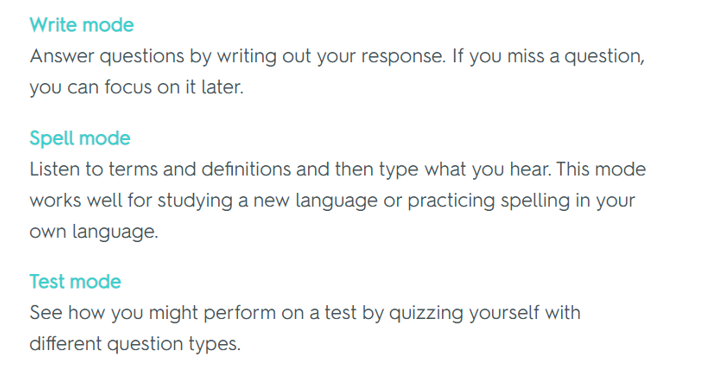 Write mode
Answer questions by writing out your response. If you miss a question,
you can focus on it later.
Spell mode
Listen to terms and definitions and then type what you hear. This mode
works well for studying a new language or practicing spelling in your
own language.
Test mode
See how you might perform on a test by quizzing yourself with
different question types.